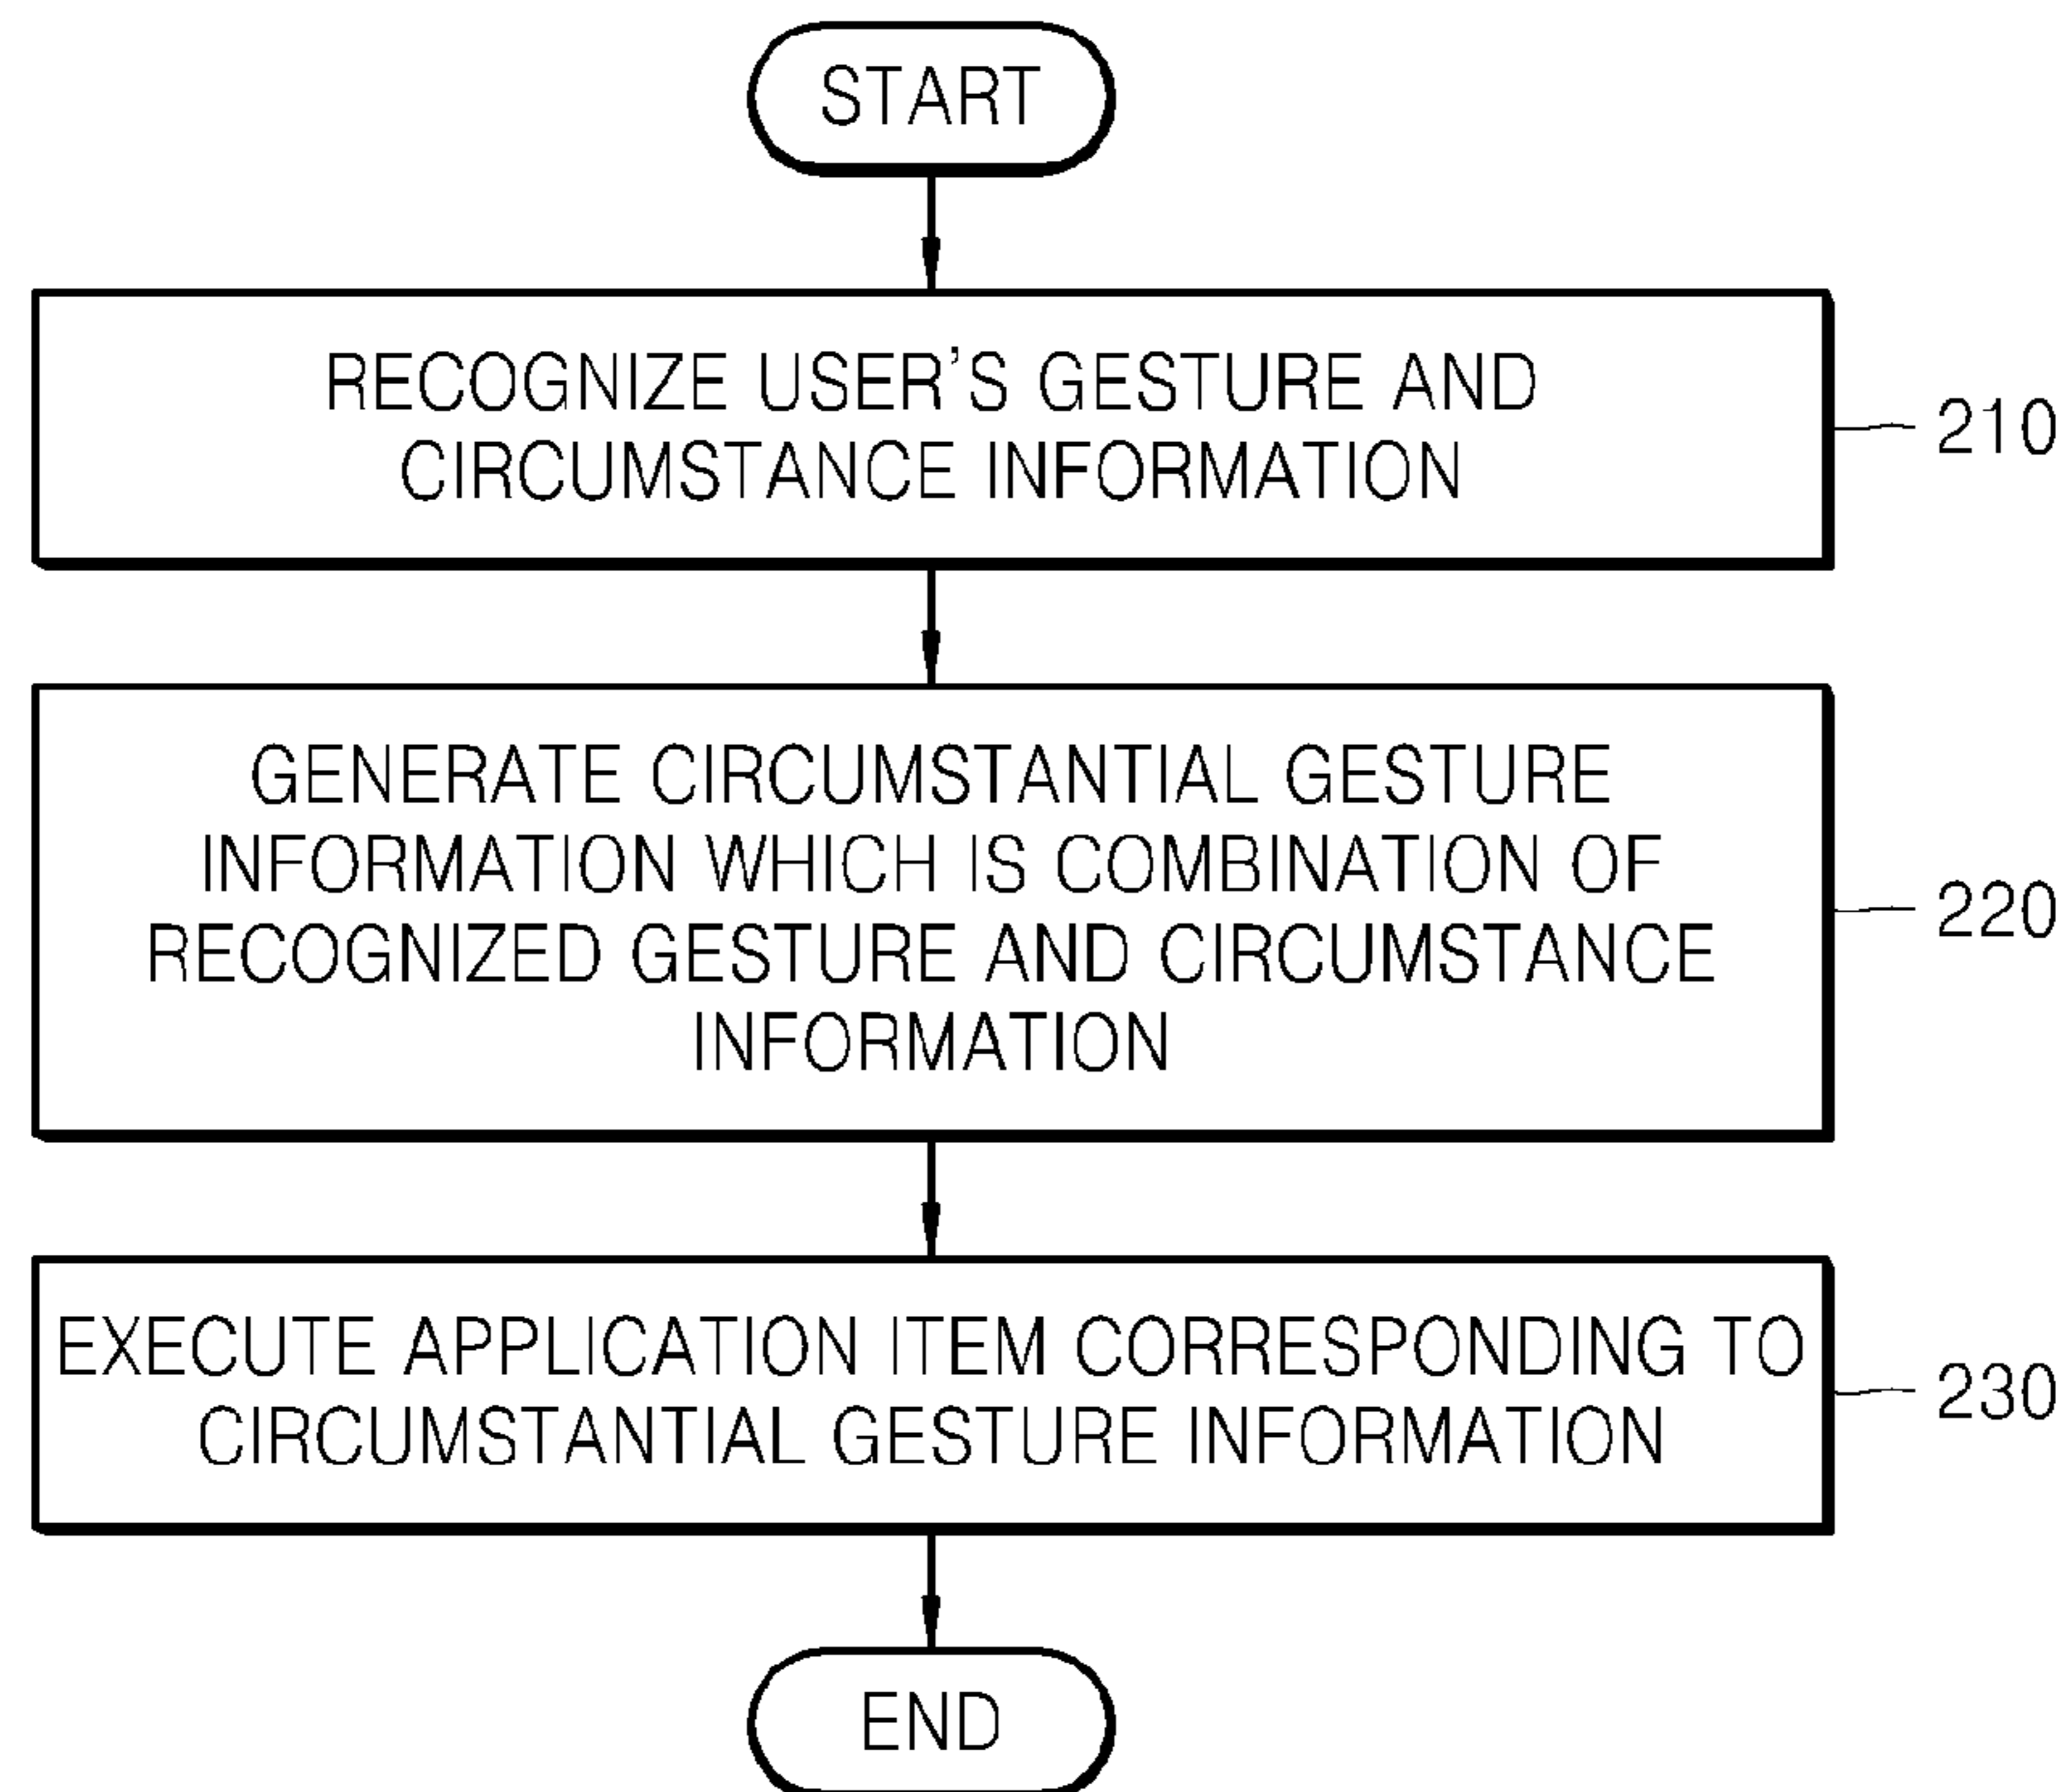 START
RECOGNIZE USER'S GESTURE AND
CIRCUMSTANCE INFORMATION
210
GENERATE CIRCUMSTANTIAL GESTURE
INFORMATION WHICH IS COMBINATION OF
RECOGNIZED GESTURE AND CIRCUMSTANCE
INFORMATION
220
EXECUTE APPLICATION ITEM CORRESPONDING TO
CIRCUMSTANTIAL GESTURE INFORMATION
230
END